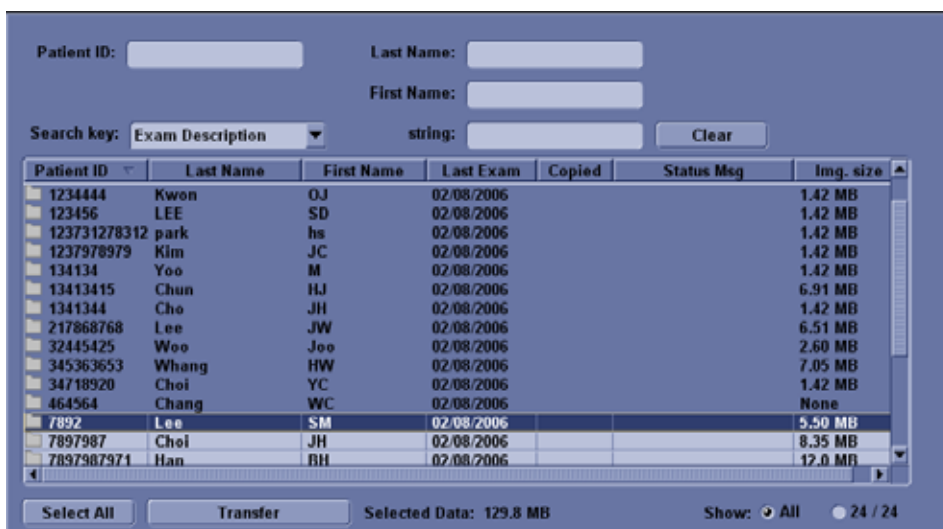 Patient ID: Last Name:
First Name:
Search key: Exam Description string: Clear
Patient ID Last Name First Name Last Exam Copied Status Msg Img. size
1234444 Kwon OJ 02/08/2006 1.42 MB
123456 LEE SD 02/08/2006 1.42 MB
123731278312 park hs 02/08/2006 1.42 MB
1237978979 Kim JC 02/08/2006 1.42 MB
134134 Yoo M 02/08/2006 1.42 MB
13413415 Chun HJ 02/08/2006 6.91 MB
1341344 Cho JH 02/08/2006 1.42 MB
217868768 Lee JW 02/08/2006 6.51 MB
32445425 Woo Joo 02/08/2006 2.60 MB
345363653 Whang HW 02/08/2006 7.05 MB
34718920 Choi YC 02/08/2006 1.42 MB
464564 Chang WC 02/08/2006 None
7892 Lee SM 02/08/2006 5.50 MB
7897987 Choi JH 02/08/2006 8.35 MB
7897987971 Han BH 02/08/2006 12.0 MB
Select All Transfer Selected Data: 129.8 MB Show: All 24 / 24